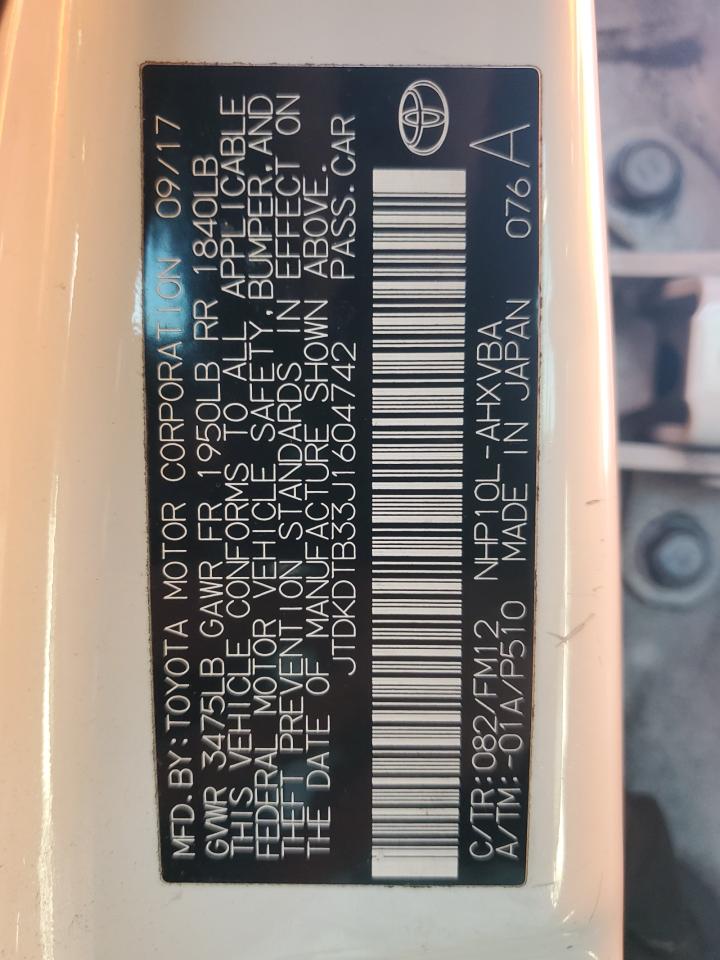 MFD. BY: TOYOTA MOTOR CORPORATION 09/17
GVWR 3475LB GAWR FR 1950LB RR 1840LB
THIS VEHICLE CONFORMS TO ALL APPLICABLE
FEDERAL MOTOR VEHICLE SAFETY, BUMPER, AND
THEFT PREVENTION STANDARDS IN EFFECT ON
THE DATE OF MANUFACTURE SHOWN ABOVE.
JTDKDTB33J1604742 PASS. CAR
C/TR: 082/FM12 NHP10L-AHXVBA
A/TM: -01A/P510 MADE IN JAPAN 076 A